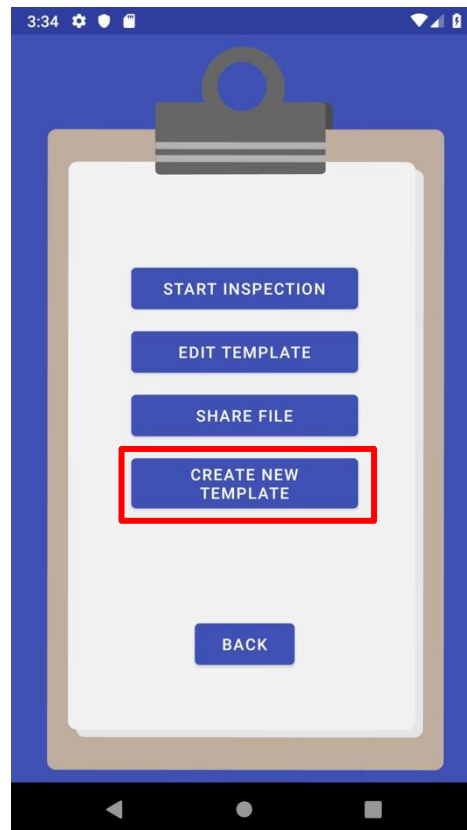 3:34
START INSPECTION
EDIT TEMPLATE
SHARE FILE
CREATE NEW
TEMPLATE
BACK